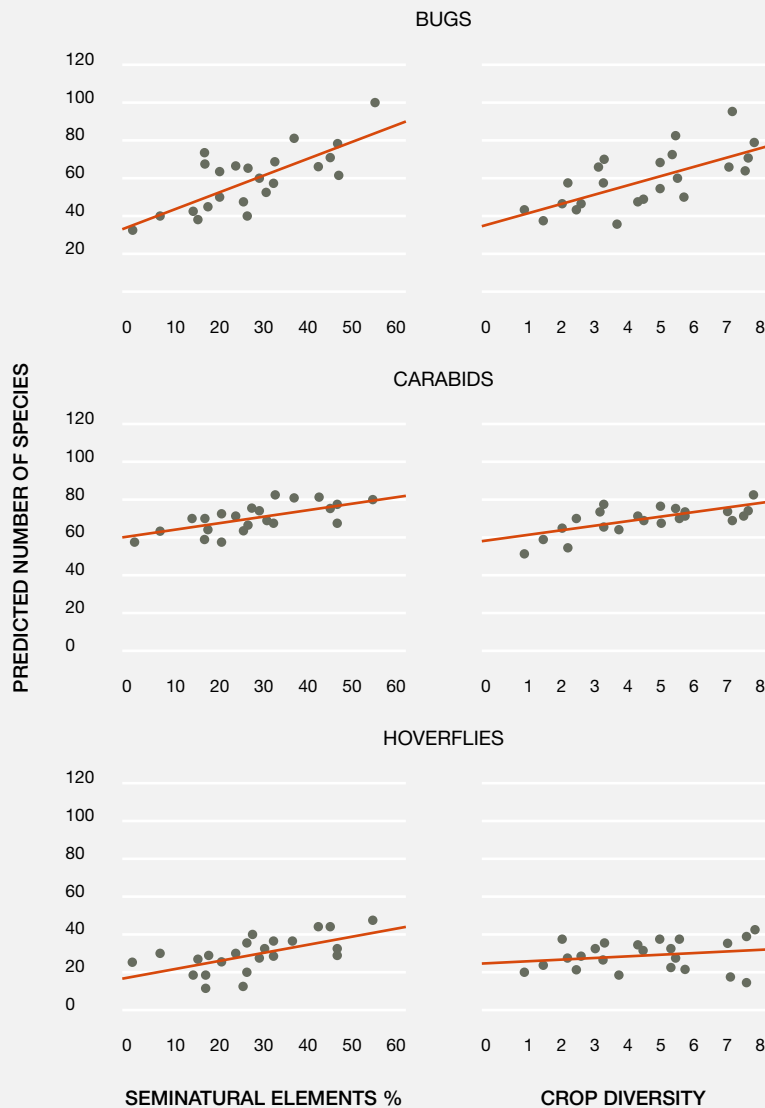 BUGS
120
100
80
60
40
20
0 10 20 30 40 50 60
0 1 2 3 4 5 6 7 8
CARABIDS
120
100
80
60
40
20
0
0 10 20 30 40 50 60
0 1 2 3 4 5 6 7 8
HOVERFLIES
120
100
80
60
40
20
0
0 10 20 30 40 50 60
0 1 2 3 4 5 6 7 8
PREDICTED NUMBER OF SPECIES
SEMINATURAL ELEMENTS %
CROP DIVERSITY